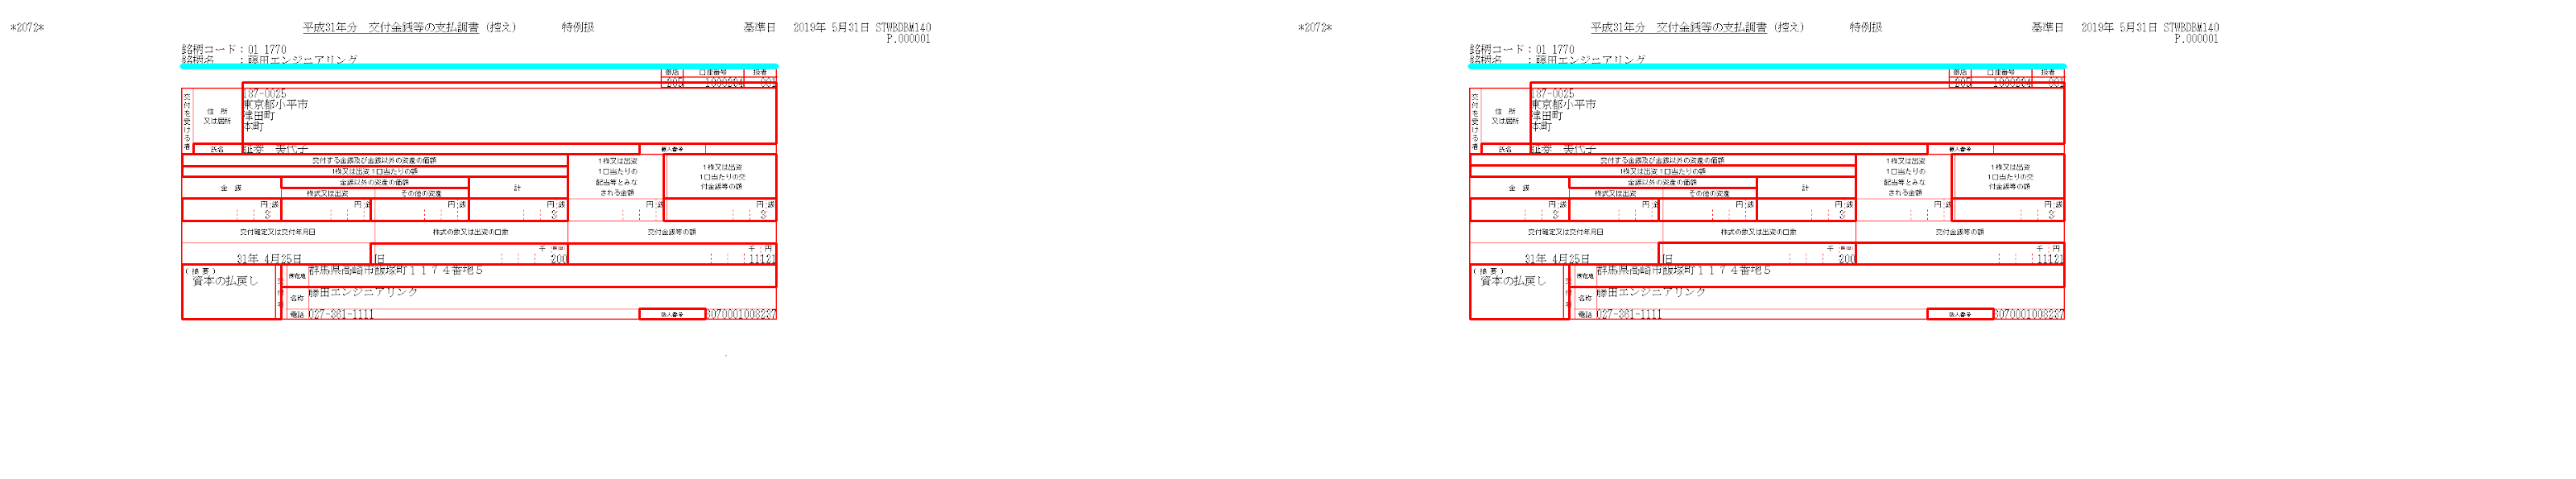 *2072* 平成31年分 交付金銭等の支払調書 (控え) 特例扱 基準日 2019年 5月31日 STWBDBM140
P.000001
銘柄コード：01 1770
銘柄名 ：藤田エンジニアリング
部店 口座番号 扱者
交付を受ける者
住 所
又は居所
187-0025
東京都小平市
津田町
本町
氏名 美代子 個人番号
交付する金銭及び金銭以外の資産の価額
1株又は出資1口当たりの額
金 銭 金銭以外の資産の価額 計
株式又は出資 その他の資産
1株又は出資
1口当たりの
配当等とみな
される金額
1株又は出資
1口当たりの交
付金銭等の額
円 銭 円 銭 円 銭 円 銭 円 銭 円 銭
3 3 3
交付確定又は交付年月日 株式の数又は出資の口数 交付金銭等の額
千 千 円
31年 4月25日 旧 200 11121
(摘要)
資本の払戻し
所在地 群馬県高崎市飯塚町１１７４番地５
名称 藤田エンジニアリング
電話 027-361-1111 法人番号 8070001008237
*2072* 平成31年分 交付金銭等の支払調書 (控え) 特例扱 基準日 2019年 5月31日 STWBDBM140
P.000001
銘柄コード：01 1770
銘柄名 ：藤田エンジニアリング
部店 口座番号 扱者
交付を受ける者
住 所
又は居所
187-0025
東京都小平市
津田町
本町
氏名 美代子 個人番号
交付する金銭及び金銭以外の資産の価額
1株又は出資1口当たりの額
金 銭 金銭以外の資産の価額 計
株式又は出資 その他の資産
1株又は出資
1口当たりの
配当等とみな
される金額
1株又は出資
1口当たりの交
付金銭等の額
円 銭 円 銭 円 銭 円 銭 円 銭 円 銭
3 3 3
交付確定又は交付年月日 株式の数又は出資の口数 交付金銭等の額
千 千 円
31年 4月25日 旧 200 11121
(摘要)
資本の払戻し
所在地 群馬県高崎市飯塚町１１７４番地５
名称 藤田エンジニアリング
電話 027-361-1111 法人番号 8070001008237